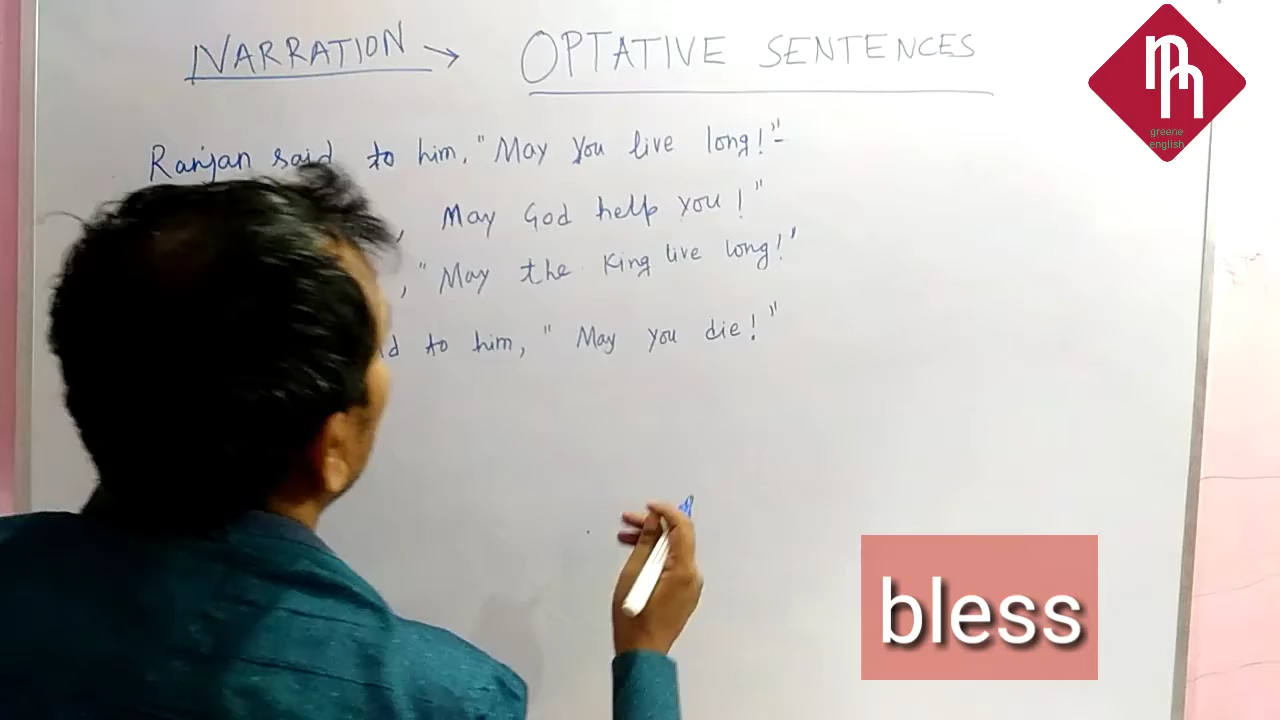 NARRATION → OPTATIVE SENTENCES
Ranjan said to him, "May you live long!"-
, May God help you!"
, "May the King live long!'
to him, " May you die!"
bless
greene
english